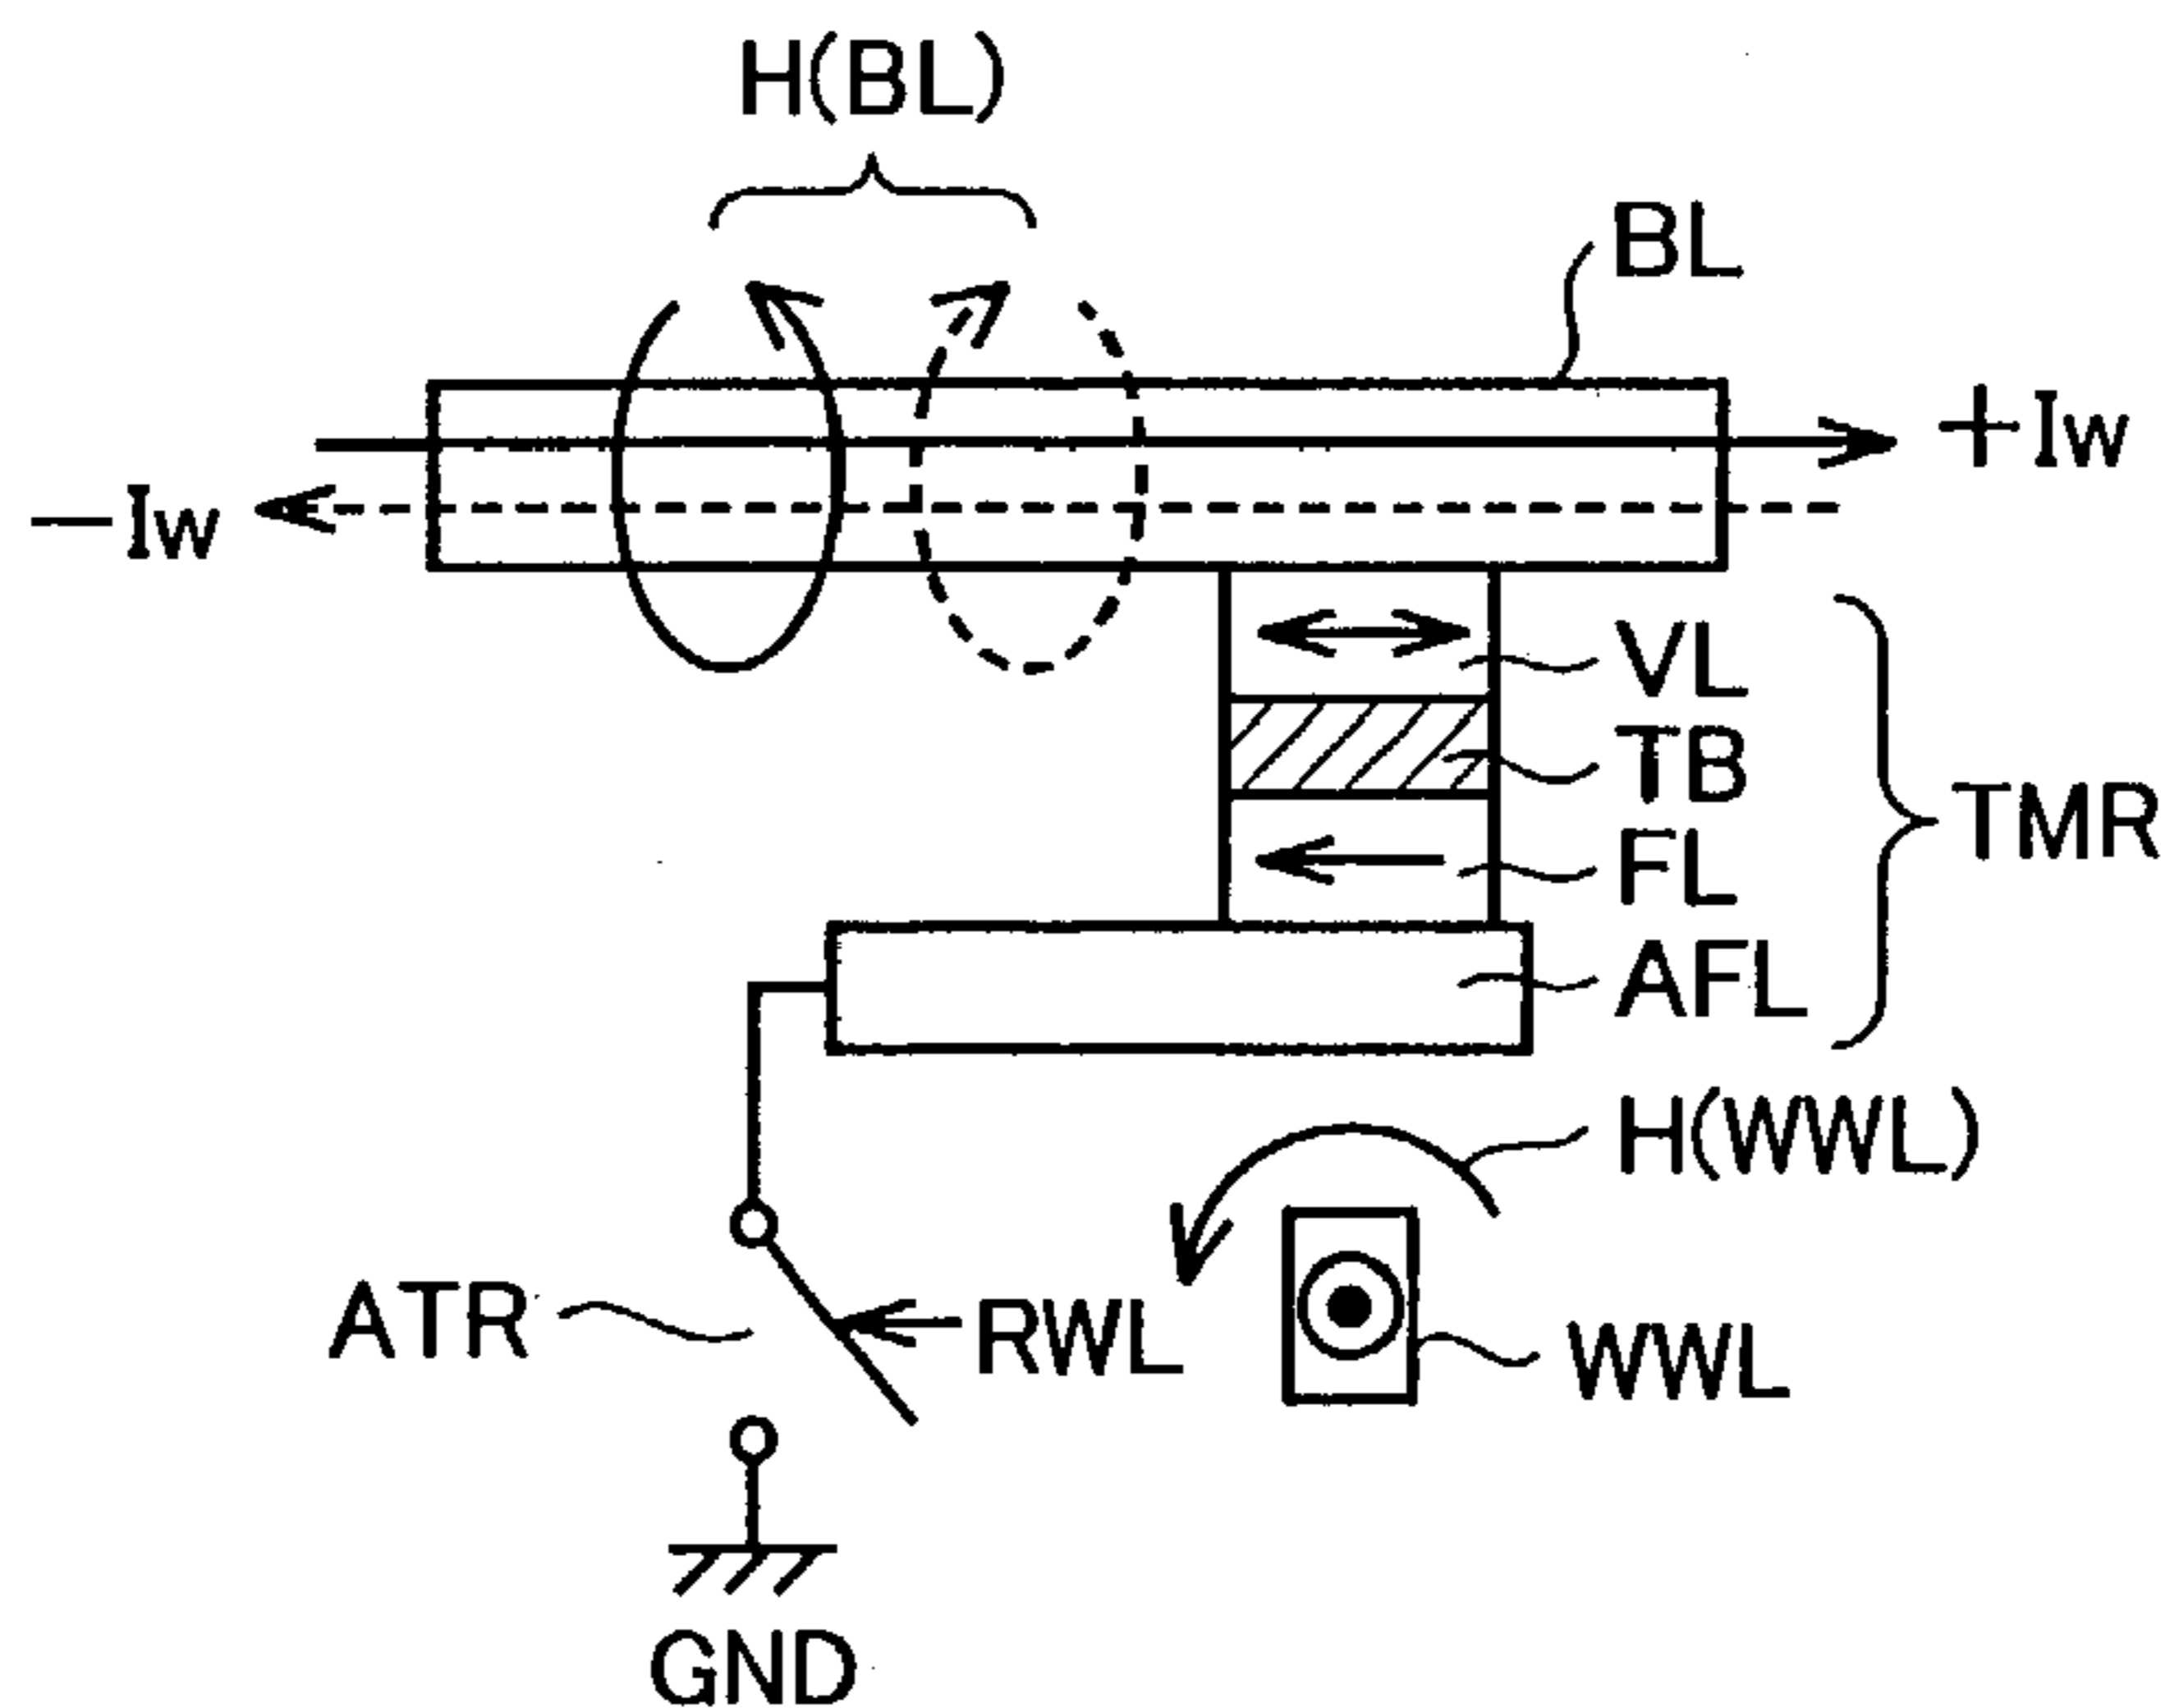 H(BL)
BL
+Iw
−Iw
VL
TB
TMR
FL
AFL
H(WWL)
ATR
RWL
WWL
GND